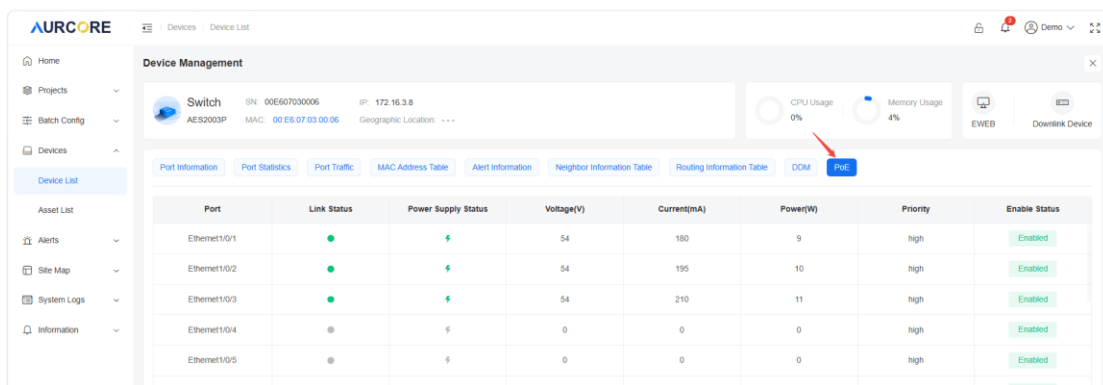 AURCORE
Devices Device List
2
Demo
Home
Projects
Batch Config
Devices
Device List
Asset List
Alerts
Site Map
System Logs
Information
Device Management
Switch SN: 00E607030006 IP: 172.16.3.8
AES2003P MAC: 00:E6:07:03:00:06 Geographic Location: ---
CPU Usage
0%
Memory Usage
4%
EWEB
Downlink Device
Port Information Port Statistics Port Traffic MAC Address Table Alert Information Neighbor Information Table Routing Information Table DDM PoE
Port Link Status Power Supply Status Voltage(V) Current(mA) Power(W) Priority Enable Status
Ethernet1/0/1 54 180 9 high Enabled
Ethernet1/0/2 54 195 10 high Enabled
Ethernet1/0/3 54 210 11 high Enabled
Ethernet1/0/4 0 0 0 high Enabled
Ethernet1/0/5 0 0 0 high Enabled